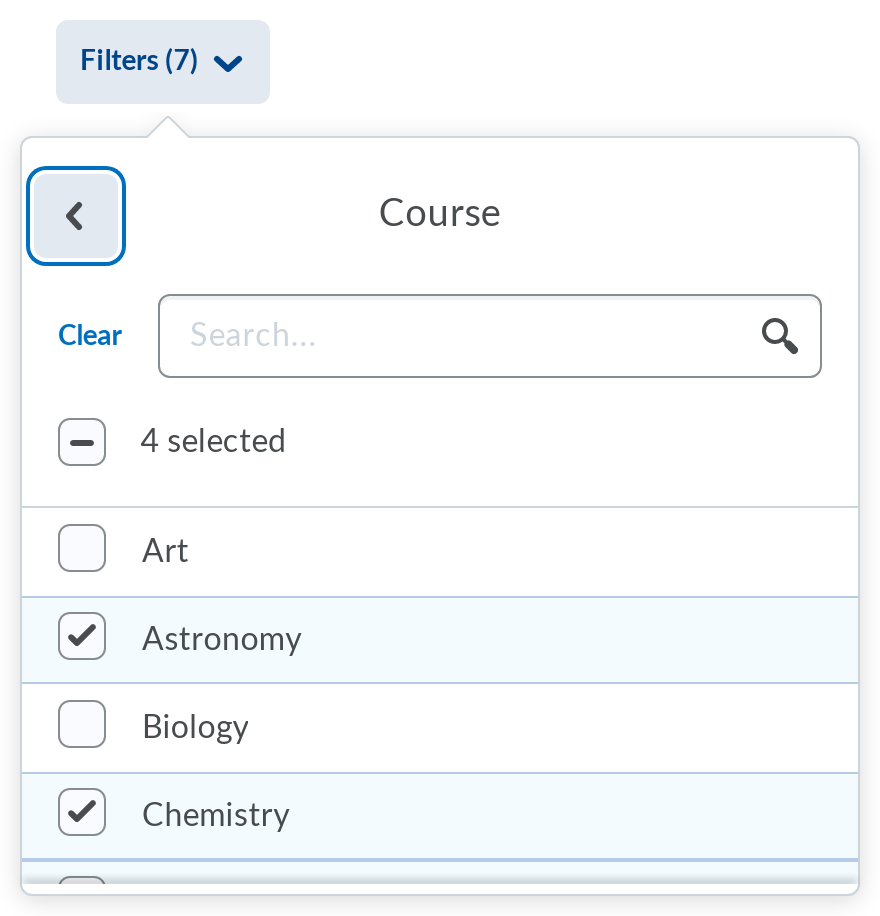 Filters (7)
Course
Clear
Search...
4 selected
Art
Astronomy
Biology
Chemistry